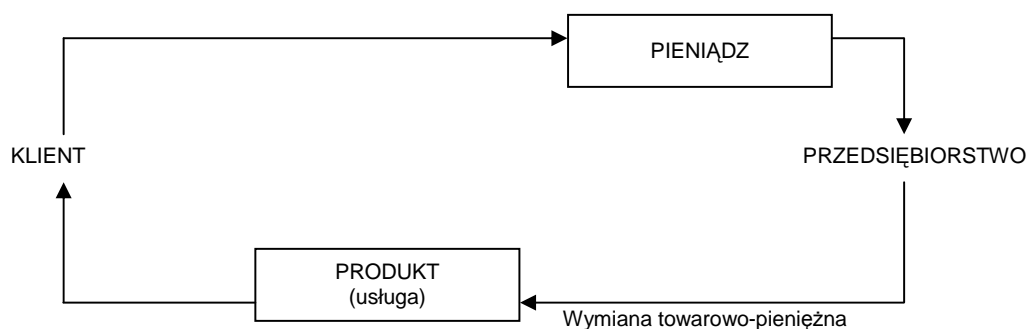 PIENIĄDZ
KLIENT
PRZEDSIĘBIORSTWO
PRODUKT
(usługa)
Wymiana towarowo-pieniężna